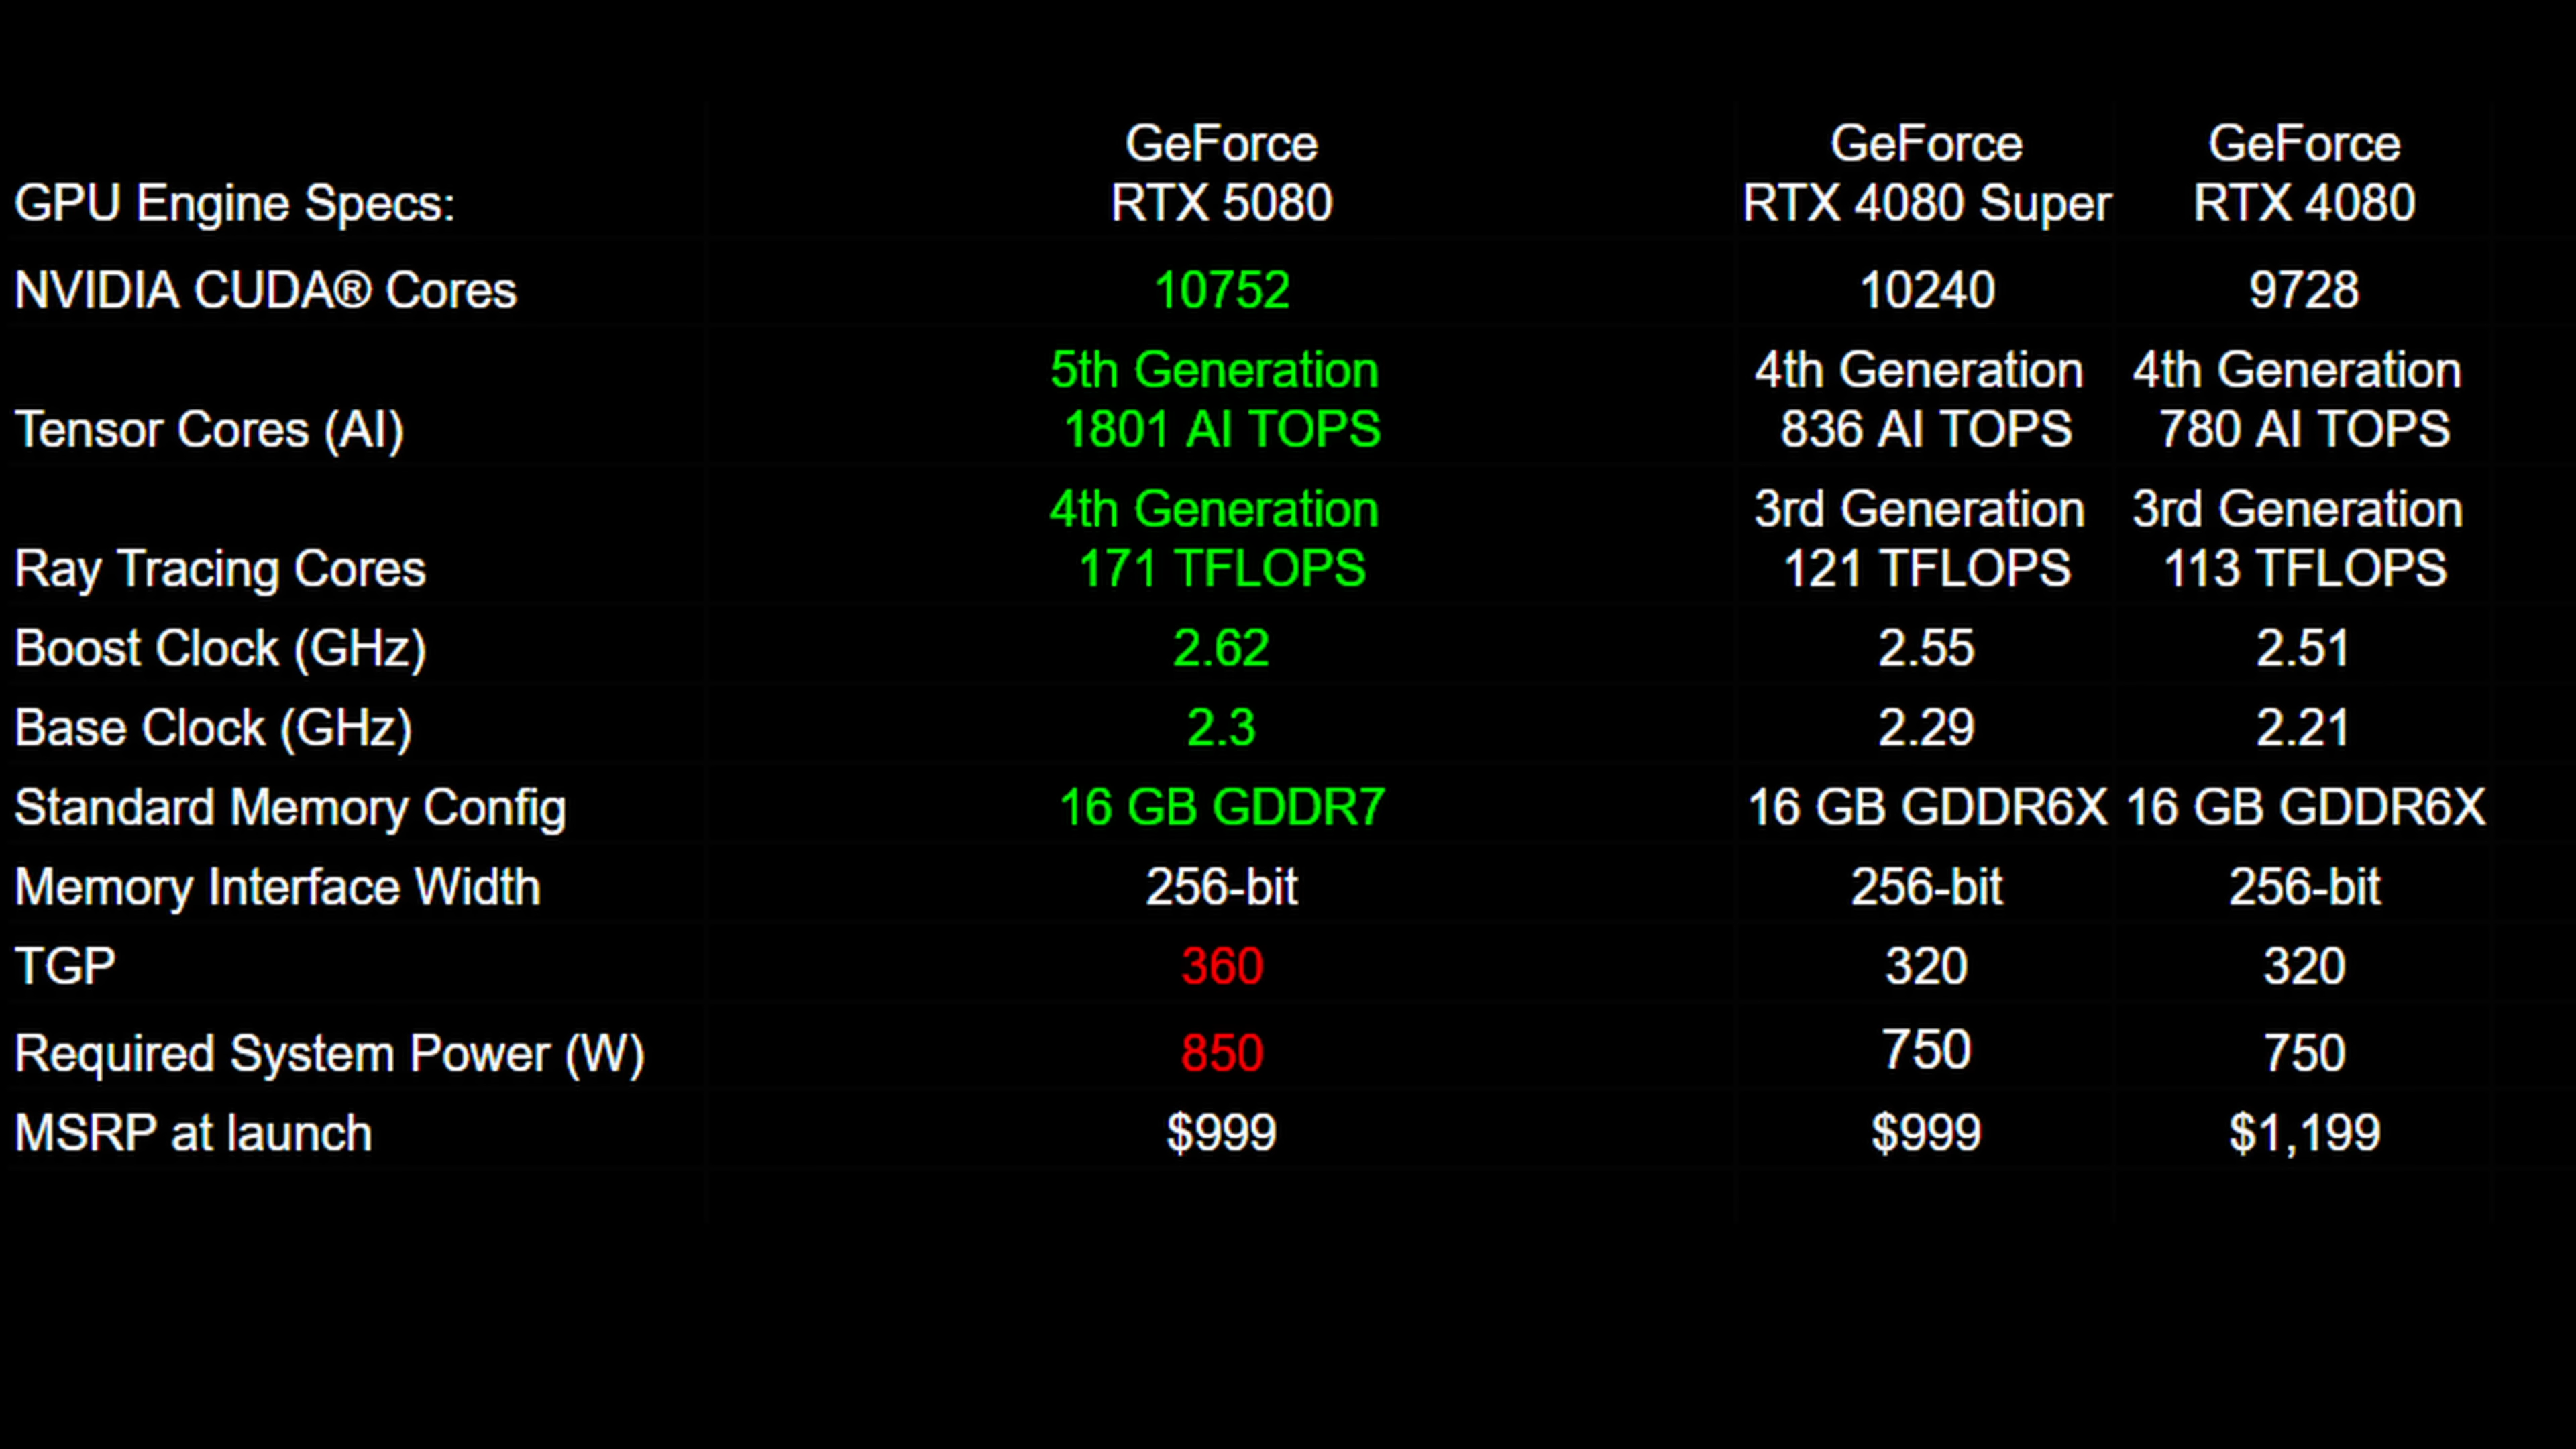 GeForce GeForce GeForce
GPU Engine Specs: RTX 5080 RTX 4080 Super RTX 4080
NVIDIA CUDA® Cores 10752 10240 9728
5th Generation 4th Generation 4th Generation
Tensor Cores (AI) 1801 AI TOPS 836 AI TOPS 780 AI TOPS
4th Generation 3rd Generation 3rd Generation
Ray Tracing Cores 171 TFLOPS 121 TFLOPS 113 TFLOPS
Boost Clock (GHz) 2.62 2.55 2.51
Base Clock (GHz) 2.3 2.29 2.21
Standard Memory Config 16 GB GDDR7 16 GB GDDR6X 16 GB GDDR6X
Memory Interface Width 256-bit 256-bit 256-bit
TGP 360 320 320
Required System Power (W) 850 750 750
MSRP at launch $999 $999 $1,199